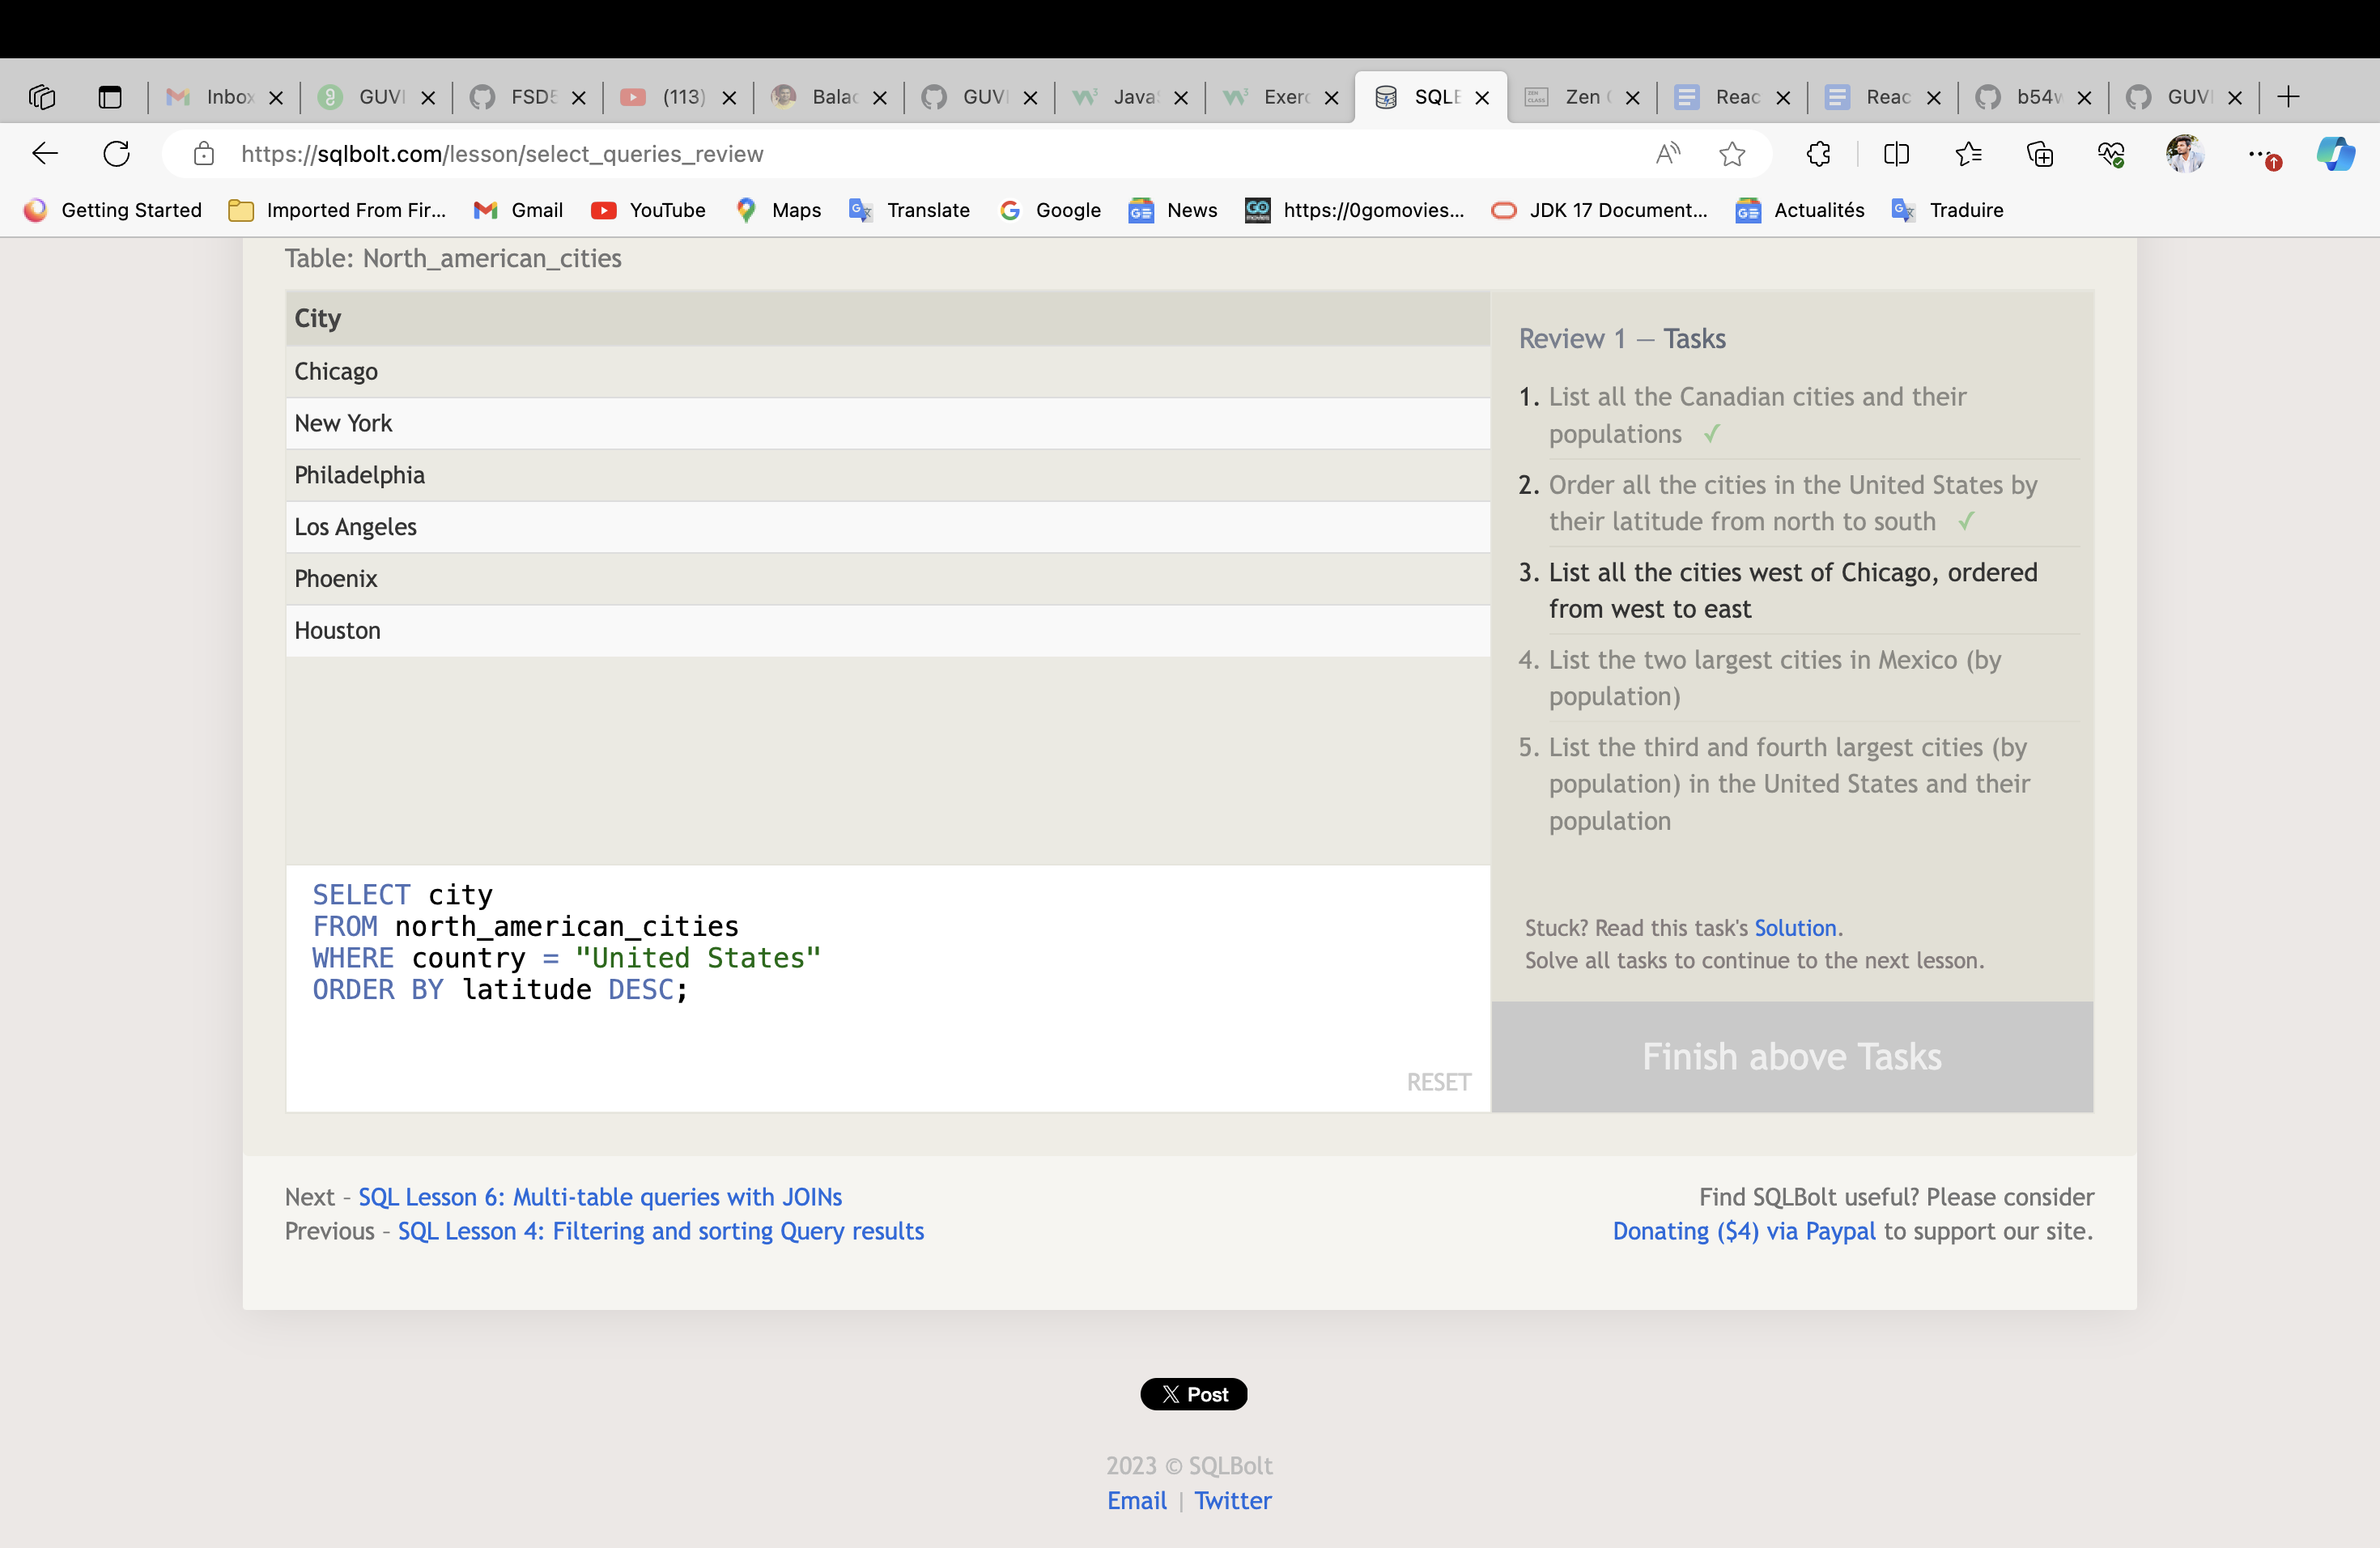 Inbox
GUVI
FSD5
(113)
Balac
GUVI
Java
Exerc
SQLB
Zen
Reac
Reac
b54w
GUVI
https://sqlbolt.com/lesson/select_queries_review
Getting Started
Imported From Fir...
Gmail
YouTube
Maps
Translate
Google
News
https://0gomovies...
JDK 17 Document...
Actualités
Traduire
Table: North_american_cities
City
Chicago
New York
Philadelphia
Los Angeles
Phoenix
Houston
SELECT city
FROM north_american_cities
WHERE country = "United States"
ORDER BY latitude DESC;
RESET
Review 1 — Tasks
1. List all the Canadian cities and their
populations ✓
2. Order all the cities in the United States by
their latitude from north to south ✓
3. List all the cities west of Chicago, ordered
from west to east
4. List the two largest cities in Mexico (by
population)
5. List the third and fourth largest cities (by
population) in the United States and their
population
Stuck? Read this task's Solution.
Solve all tasks to continue to the next lesson.
Finish above Tasks
Next – SQL Lesson 6: Multi-table queries with JOINs
Previous – SQL Lesson 4: Filtering and sorting Query results
Find SQLBolt useful? Please consider
Donating ($4) via Paypal to support our site.
X Post
2023 © SQLBolt
Email | Twitter